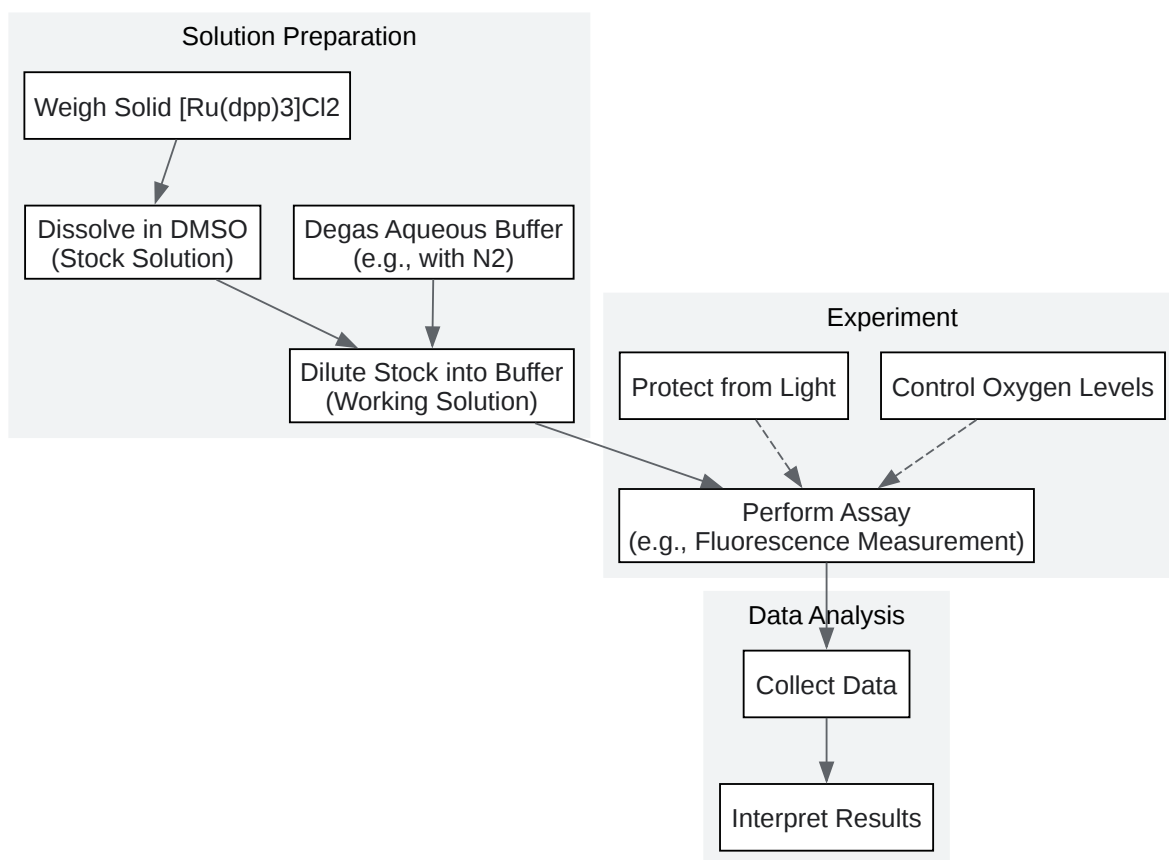 Solution Preparation
Weigh Solid [Ru(dpp)3]Cl2
Dissolve in DMSO
(Stock Solution)
Degas Aqueous Buffer
(e.g., with N2)
Dilute Stock into Buffer
(Working Solution)
Experiment
Protect from Light
Control Oxygen Levels
Perform Assay
(e.g., Fluorescence Measurement)
Data Analysis
Collect Data
Interpret Results